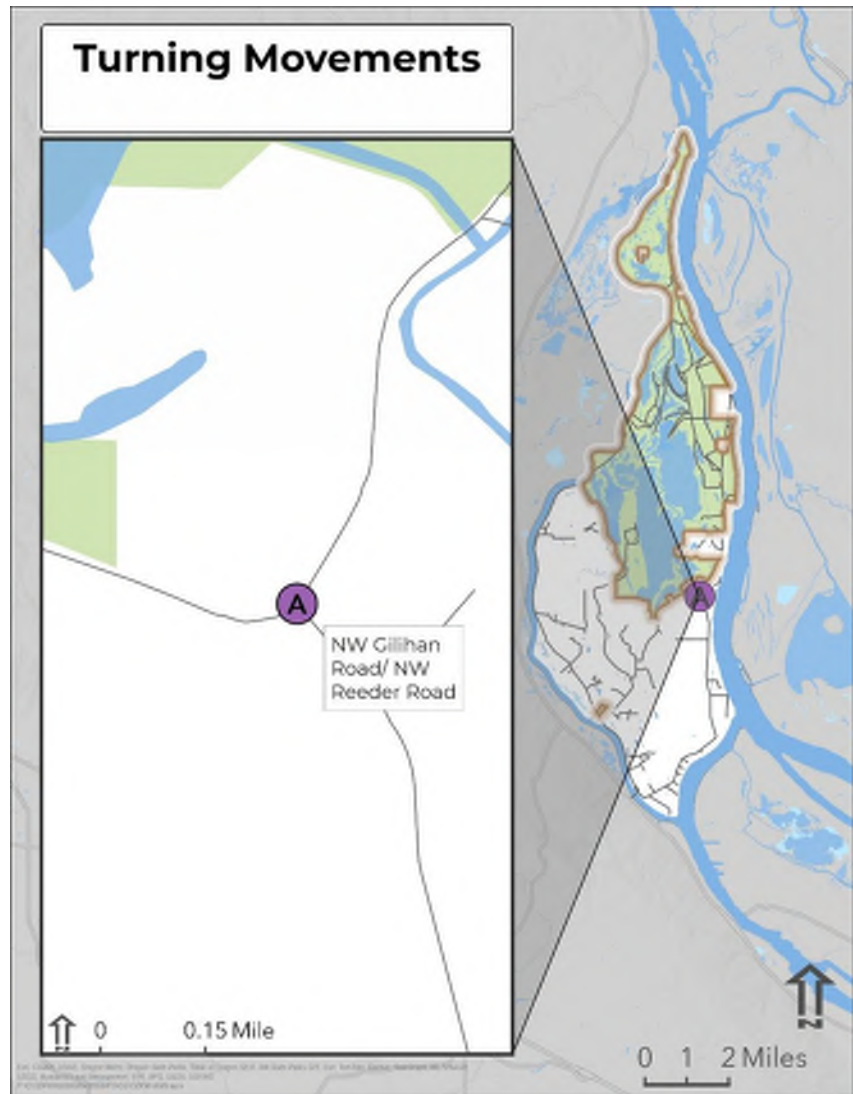 Turning Movements
A
NW Gillihan
Road/ NW
Reeder Road
N 0 0.15 Mile
A
N
0 1 2 Miles